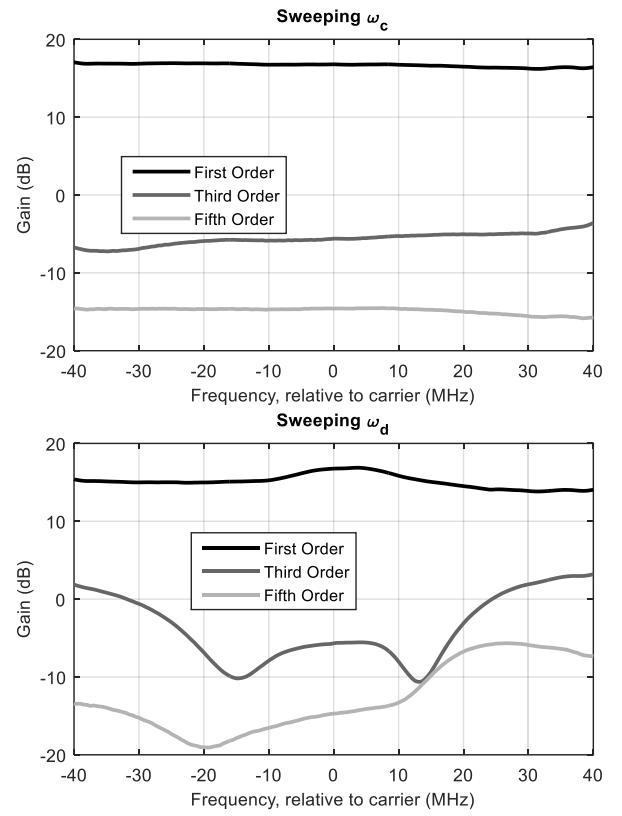 Sweeping ω_c
20
10
0
-10
-20
Gain (dB)
First Order
Third Order
Fifth Order
-40 -30 -20 -10 0 10 20 30 40
Frequency, relative to carrier (MHz)
Sweeping ω_d
20
10
0
-10
-20
Gain (dB)
First Order
Third Order
Fifth Order
-40 -30 -20 -10 0 10 20 30 40
Frequency, relative to carrier (MHz)